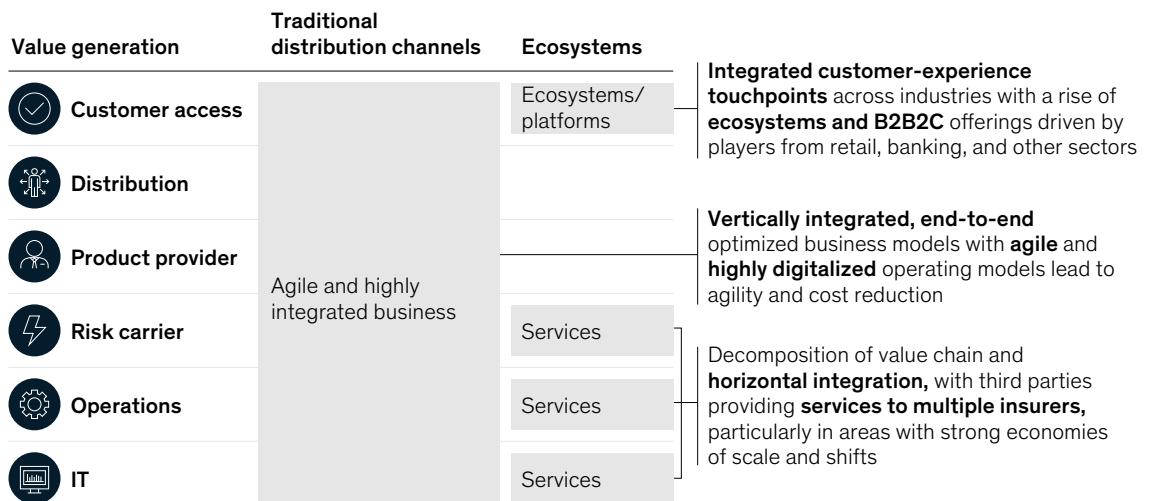 Value generation
Traditional
distribution channels
Ecosystems
Customer access
Ecosystems/
platforms
Integrated customer-experience
touchpoints across industries with a rise of
ecosystems and B2B2C offerings driven by
players from retail, banking, and other sectors
Distribution
Product provider
Vertically integrated, end-to-end
optimized business models with agile and
highly digitalized operating models lead to
agility and cost reduction
Agile and highly
integrated business
Risk carrier
Services
Operations
Services
IT
Services
Decomposition of value chain and
horizontal integration, with third parties
providing services to multiple insurers,
particularly in areas with strong economies
of scale and shifts